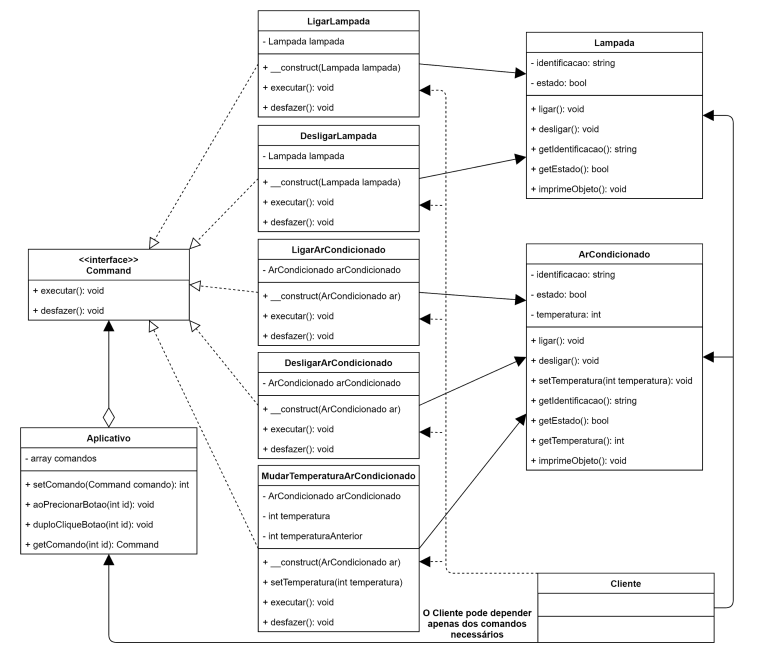 LigarLampada
- Lampada lampada
+ __construct(Lampada lampada)
+ executar(): void
+ desfazer(): void
DesligarLampada
- Lampada lampada
+ __construct(Lampada lampada)
+ executar(): void
+ desfazer(): void
LigarArCondicionado
- ArCondicionado arCondicionado
+ __construct(ArCondicionado ar)
+ executar(): void
+ desfazer(): void
DesligarArCondicionado
- ArCondicionado arCondicionado
+ __construct(ArCondicionado ar)
+ executar(): void
+ desfazer(): void
MudarTemperaturaArCondicionado
- ArCondicionado arCondicionado
- int temperatura
- int temperaturaAnterior
+ __construct(ArCondicionado ar)
+ setTemperatura(int temperatura)
+ executar(): void
+ desfazer(): void
Lampada
- identificacao: string
- estado: bool
+ ligar(): void
+ desligar(): void
+ getIdentificacao(): string
+ getEstado(): bool
+ imprimeObjeto(): void
ArCondicionado
- identificacao: string
- estado: bool
- temperatura: int
+ ligar(): void
+ desligar(): void
+ setTemperatura(int temperatura): void
+ getIdentificacao(): string
+ getEstado(): bool
+ getTemperatura(): int
+ imprimeObjeto(): void
<<interface>>
Command
+ executar(): void
+ desfazer(): void
Aplicativo
- array comandos
+ setComando(Command comando): int
+ aoPrecionarBotao(int id): void
+ duploCliqueBotao(int id): void
+ getComando(int id): Command
Cliente
O Cliente pode depender
apenas dos comandos
necessários